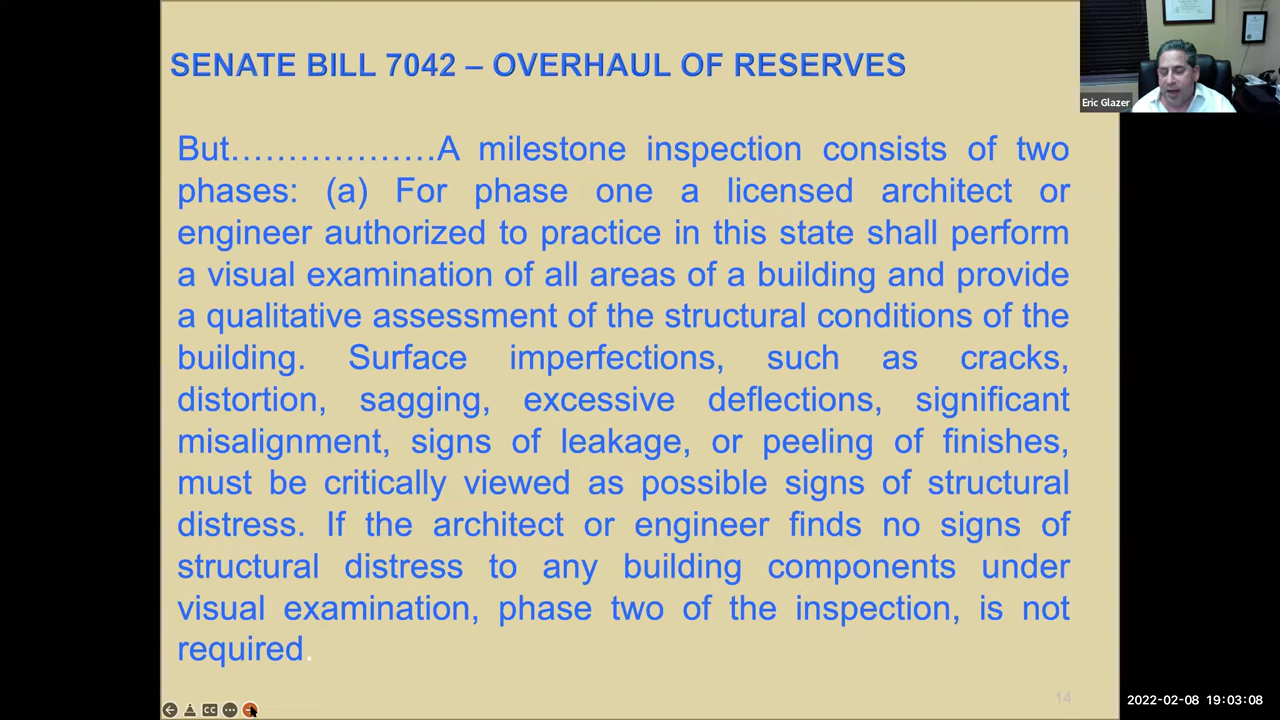 SENATE BILL 7042 – OVERHAUL OF RESERVES
Eric Glazer
But………………A milestone inspection consists of two
phases: (a) For phase one a licensed architect or
engineer authorized to practice in this state shall perform
a visual examination of all areas of a building and provide
a qualitative assessment of the structural conditions of the
building. Surface imperfections, such as cracks,
distortion, sagging, excessive deflections, significant
misalignment, signs of leakage, or peeling of finishes,
must be critically viewed as possible signs of structural
distress. If the architect or engineer finds no signs of
structural distress to any building components under
visual examination, phase two of the inspection, is not
required.
14
CC
2022-02-08 19:03:08